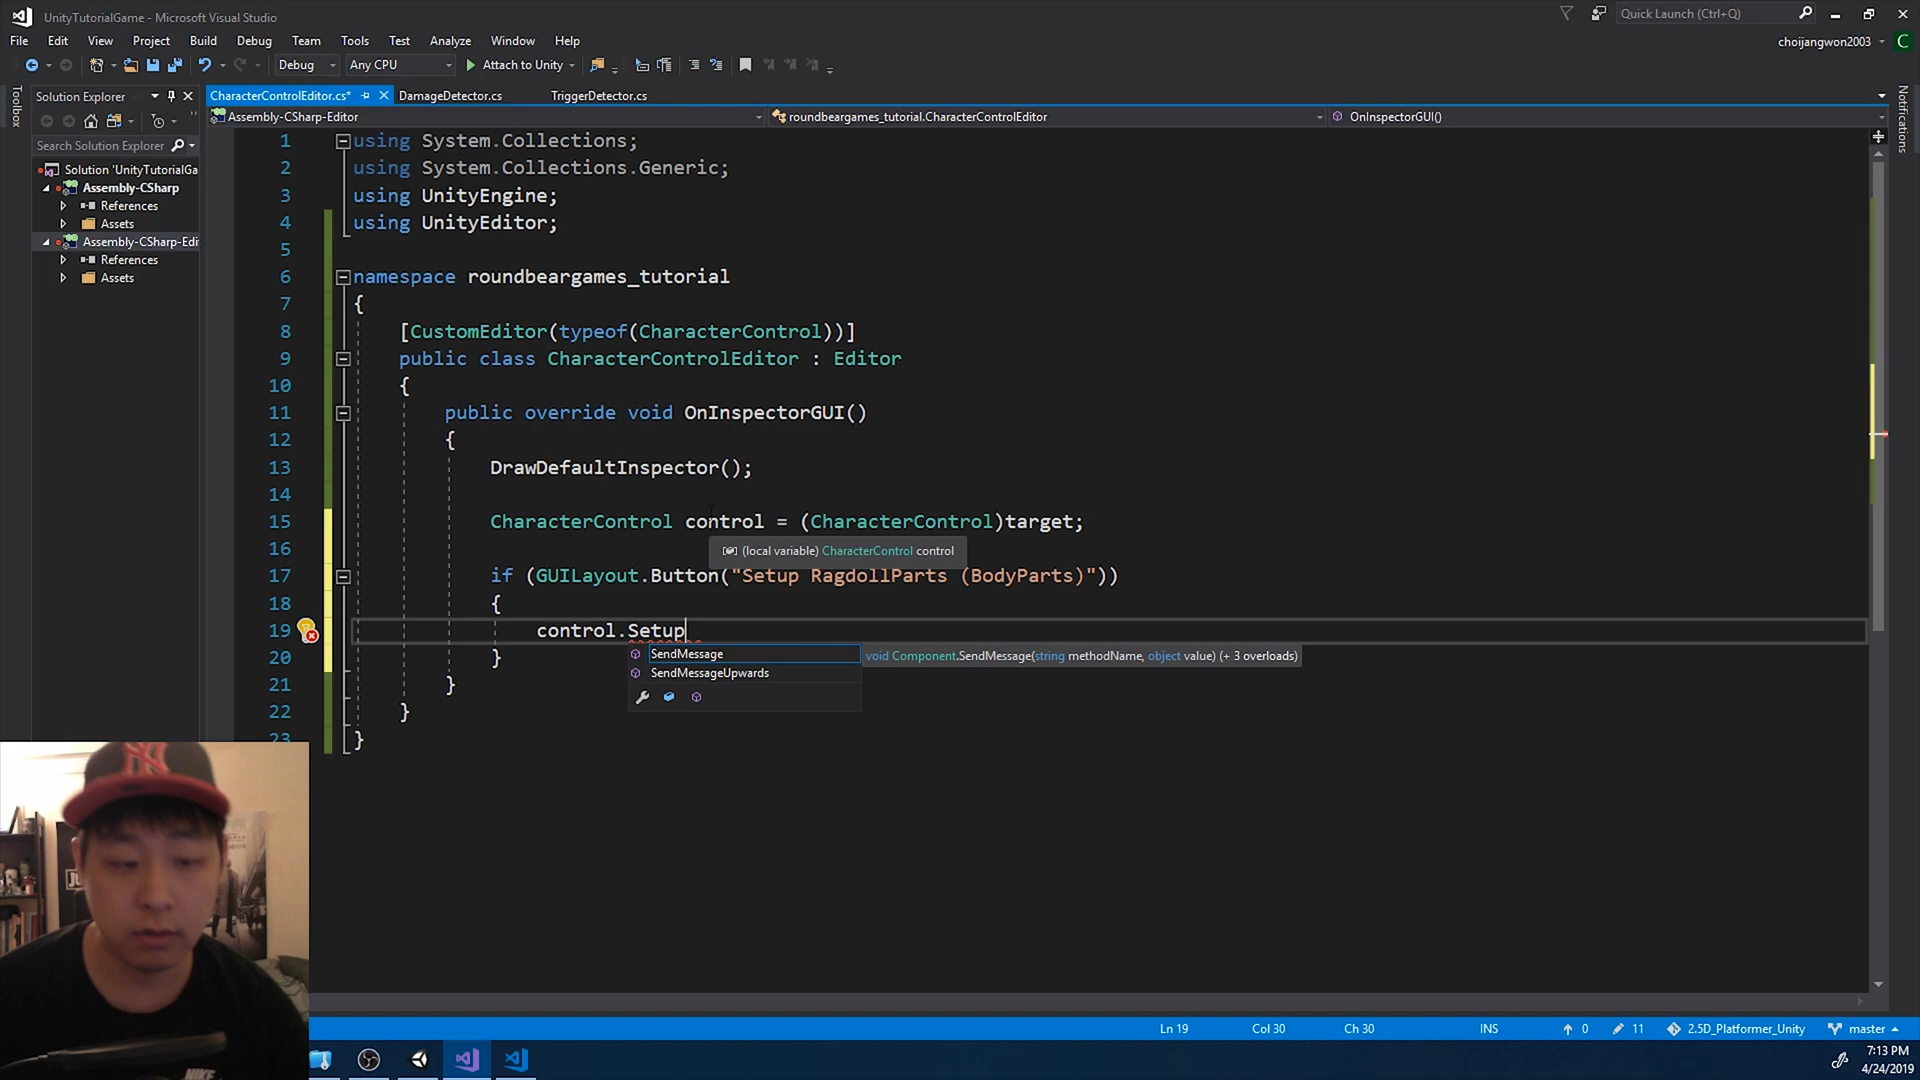 UnityTutorialGame - Microsoft Visual Studio
Quick Launch (Ctrl+Q)
File Edit View Project Build Debug Team Tools Test Analyze Window Help
choijangwon2003 C
Debug Any CPU Attach to Unity
Toolbox
Solution Explorer
CharacterControlEditor.cs* DamageDetector.cs TriggerDetector.cs
Notifications
Assembly-CSharp-Editor roundbeargames_tutorial.CharacterControlEditor OnInspectorGUI()
Search Solution Explorer
Solution 'UnityTutorialGa
Assembly-CSharp
References
Assets
Assembly-CSharp-Edi
References
Assets
1 using System.Collections;
2 using System.Collections.Generic;
3 using UnityEngine;
4 using UnityEditor;
5
6 namespace roundbeargames_tutorial
7 {
8 [CustomEditor(typeof(CharacterControl))]
9 public class CharacterControlEditor : Editor
10 {
11 public override void OnInspectorGUI()
12 {
13 DrawDefaultInspector();
14
15 CharacterControl control = (CharacterControl)target;
16
(local variable) CharacterControl control
17 if (GUILayout.Button("Setup RagdollParts (BodyParts)"))
18 {
19 control.Setup
20 }
SendMessage
void Component.SendMessage(string methodName, object value) (+ 3 overloads)
SendMessageUpwards
21 }
22 }
23 }
Ln 19 Col 30 Ch 30 INS 0 11 2.5D_Platformer_Unity master
7:13 PM
4/24/2019